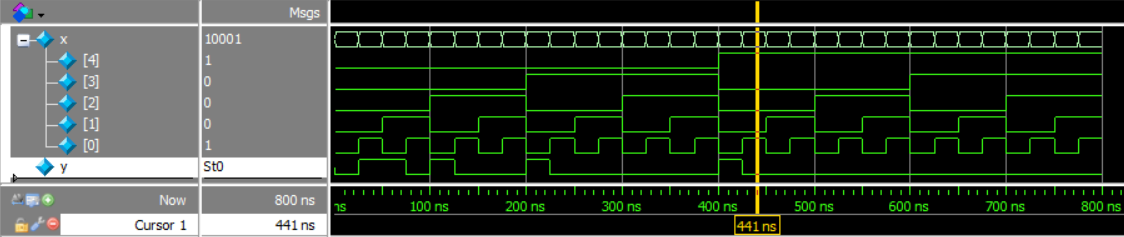 Msgs
x 10001
[4] 1
[3] 0
[2] 0
[1] 0
[0] 1
y St0
Now 800 ns
ns 100 ns 200 ns 300 ns 400 ns 500 ns 600 ns 700 ns 800 ns
Cursor 1 441 ns
441 ns